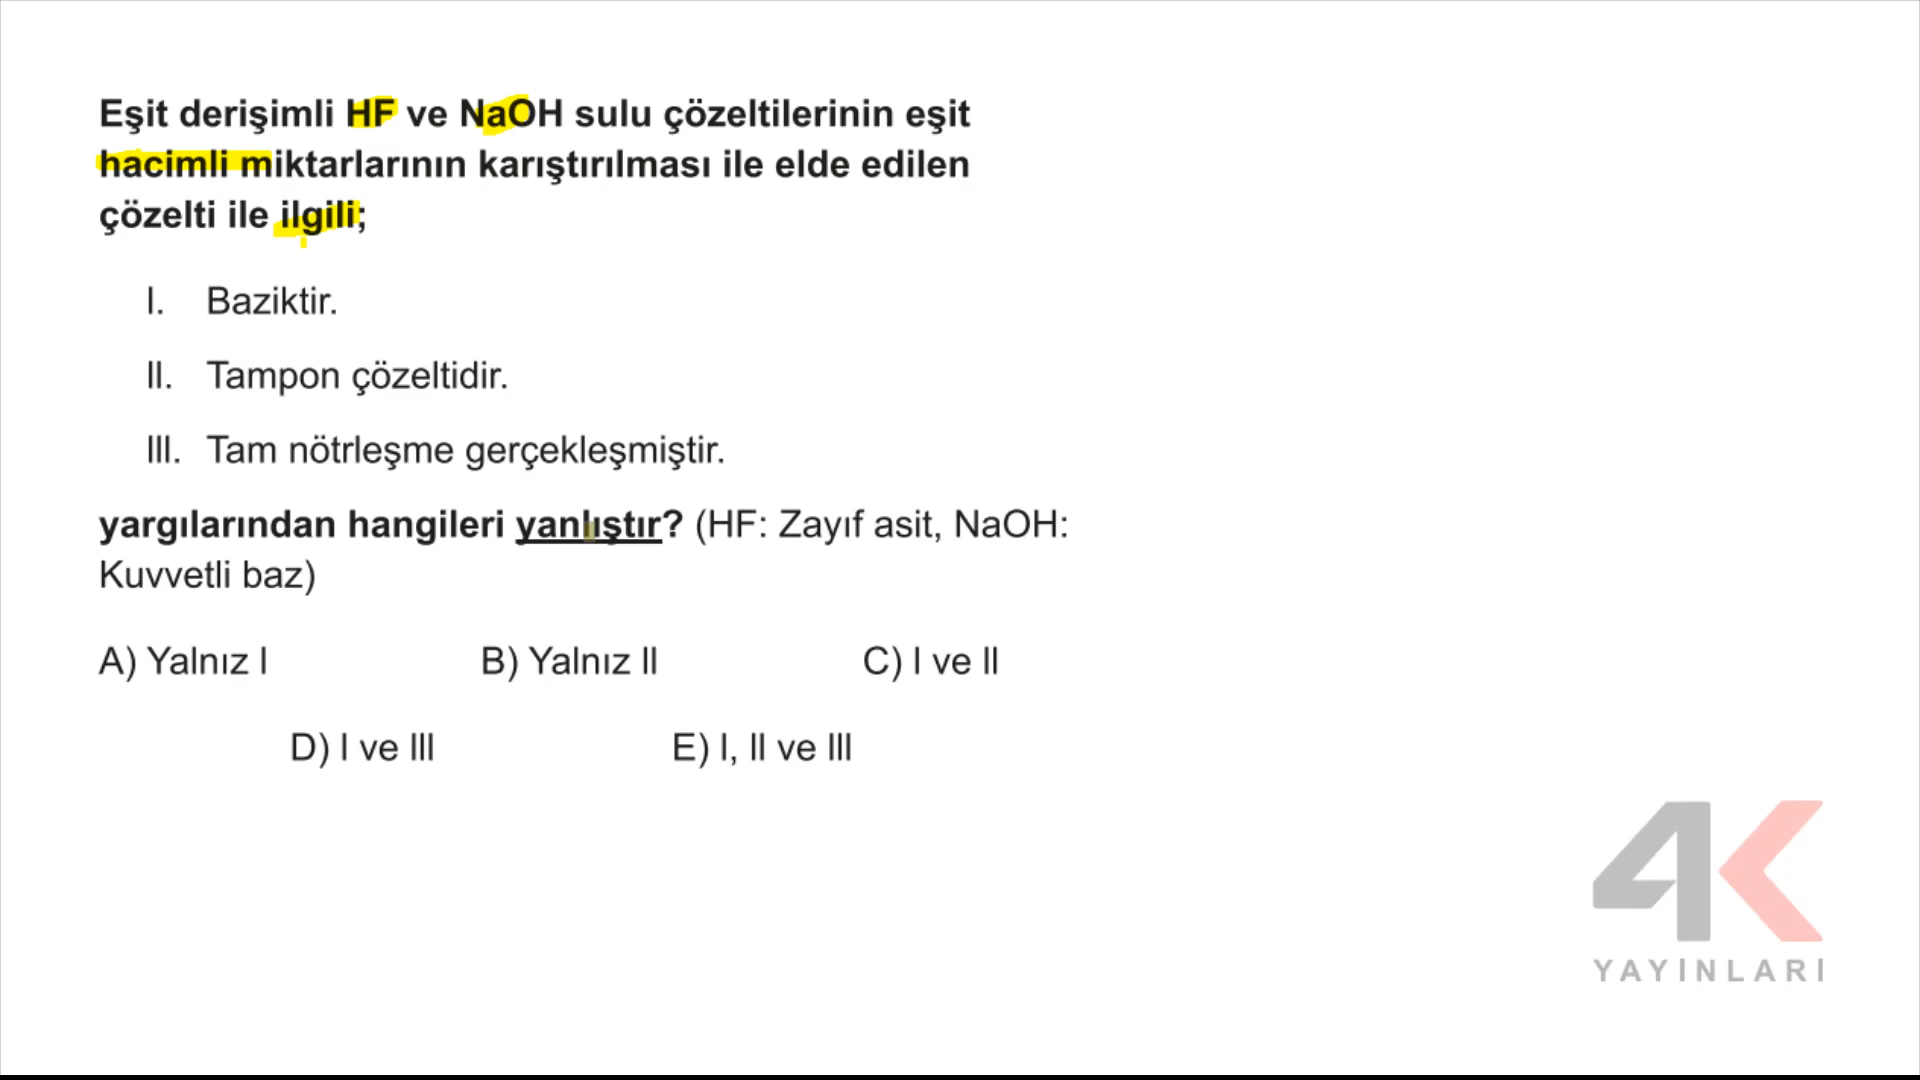 Eşit derişimli HF ve NaOH sulu çözeltilerinin eşit
hacimli miktarlarının karıştırılması ile elde edilen
çözelti ile ilgili;
I. Baziktir.
II. Tampon çözeltidir.
III. Tam nötrleşme gerçekleşmiştir.
yargılarından hangileri yanlıştır? (HF: Zayıf asit, NaOH:
Kuvvetli baz)
A) Yalnız I B) Yalnız II C) I ve II
D) I ve III E) I, II ve III
4K
YAYINLARI